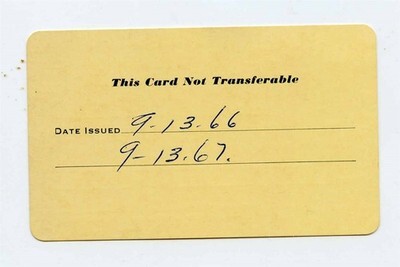 This Card Not Transferable
Date Issued 9-13-66
9-13.67.